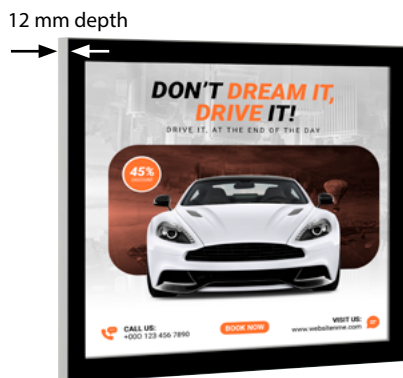 12 mm depth
DON'T DREAM IT,
DRIVE IT!
DRIVE IT, AT THE END OF THE DAY
45%
DISCOUNT
CALL US:
+000 123 456 7890
BOOK NOW
VISIT US:
www.websitenme.com